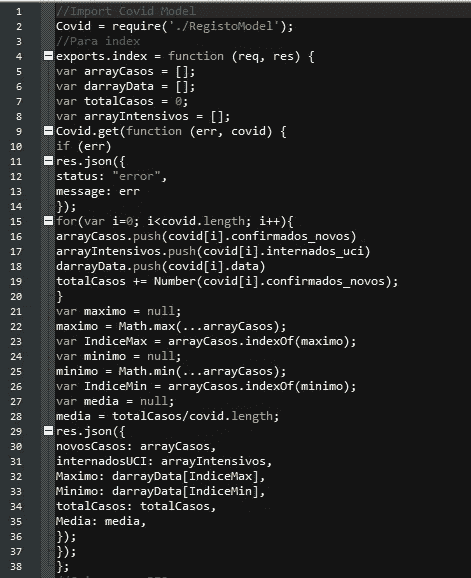 1 //Import Covid Model
2 Covid = require('./RegistoModel');
3 //Para index
4 exports.index = function (req, res) {
5 var arrayCasos = [];
6 var darrayData = [];
7 var totalCasos = 0;
8 var arrayIntensivos = [];
9 Covid.get(function (err, covid) {
10 if (err)
11 res.json({
12 status: "error",
13 message: err
14 });
15 for(var i=0; i<covid.length; i++){
16 arrayCasos.push(covid[i].confirmados_novos)
17 arrayIntensivos.push(covid[i].internados_uci)
18 darrayData.push(covid[i].data)
19 totalCasos += Number(covid[i].confirmados_novos);
20 }
21 var maximo = null;
22 maximo = Math.max(...arrayCasos);
23 var IndiceMax = arrayCasos.indexOf(maximo);
24 var minimo = null;
25 minimo = Math.min(...arrayCasos);
26 var IndiceMin = arrayCasos.indexOf(minimo);
27 var media = null;
28 media = totalCasos/covid.length;
29 res.json({
30 novosCasos: arrayCasos,
31 internadosUCI: arrayIntensivos,
32 Maximo: darrayData[IndiceMax],
33 Minimo: darrayData[IndiceMin],
34 totalCasos: totalCasos,
35 Media: media,
36 });
37 });
38 };